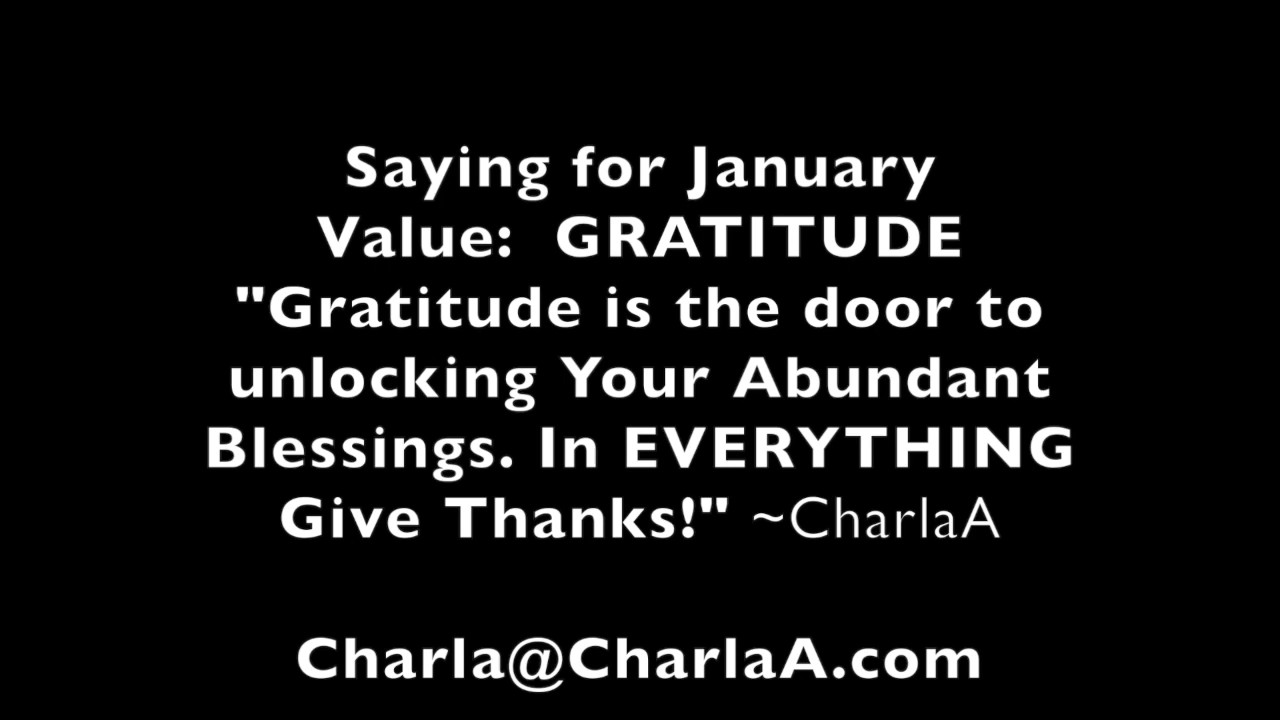 Saying for January
Value:  GRATITUDE
"Gratitude is the door to
unlocking Your Abundant
Blessings. In EVERYTHING
Give Thanks!" ~CharlaA
Charla@CharlaA.com